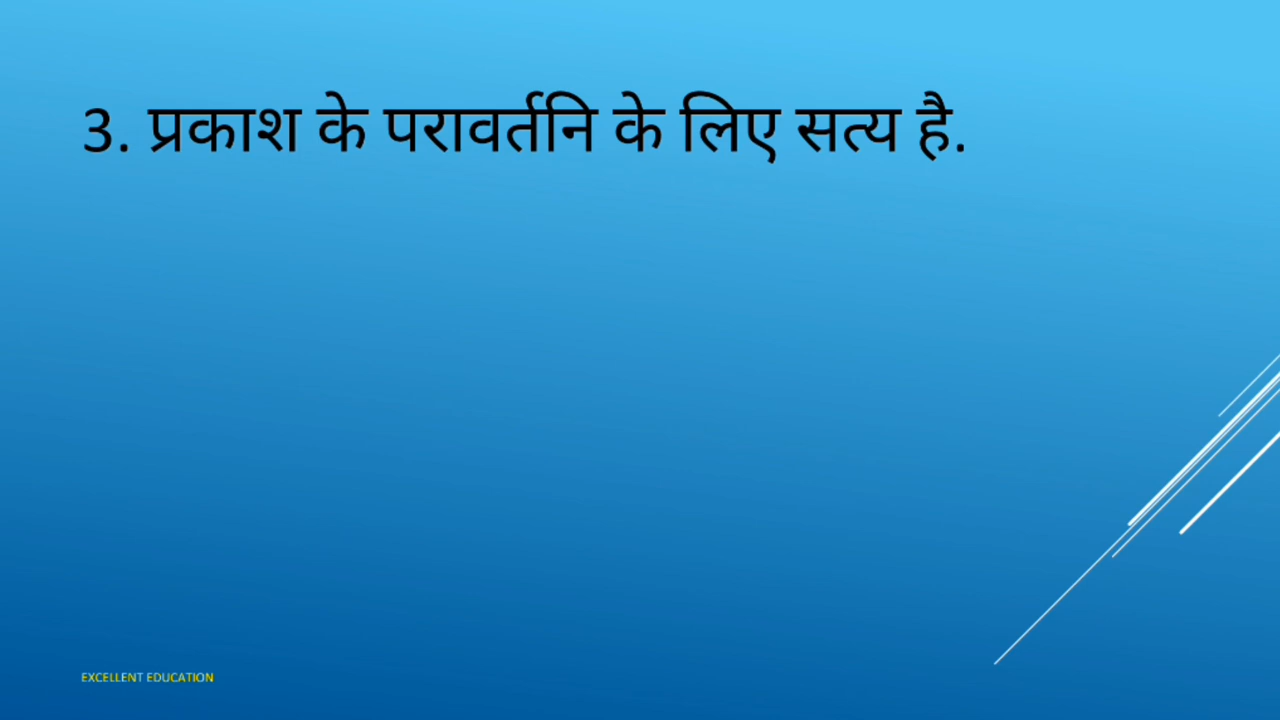 3. प्रकाश के परावर्तनि के लिए सत्य है.
EXCELLENT EDUCATION